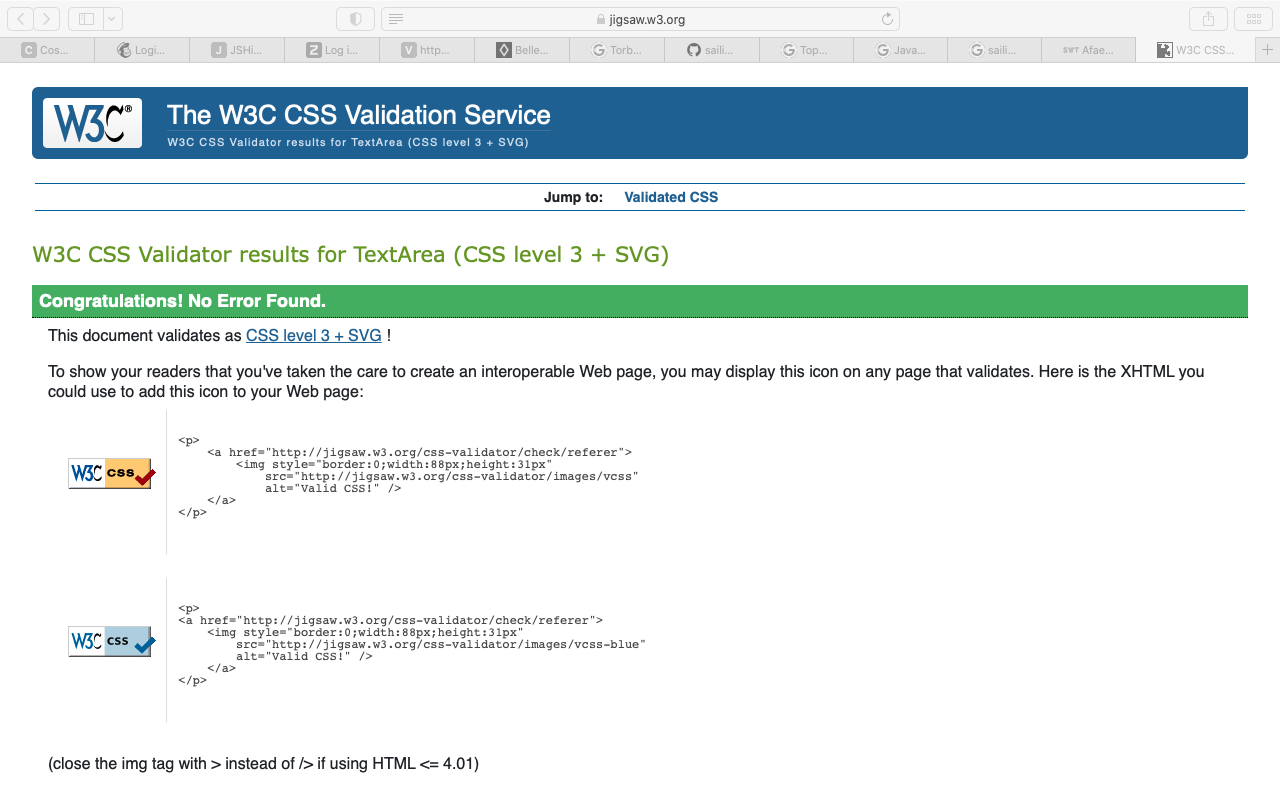 jigsaw.w3.org
C Cos... Logi... J JSHi... Z Log i... V http... Belle... G Torb... saili... G Top... G Java... G saili... SWT Afae... W3C CSS...
W3C® The W3C CSS Validation Service
W3C CSS Validator results for TextArea (CSS level 3 + SVG)
Jump to: Validated CSS
W3C CSS Validator results for TextArea (CSS level 3 + SVG)
Congratulations! No Error Found.
This document validates as CSS level 3 + SVG !
To show your readers that you've taken the care to create an interoperable Web page, you may display this icon on any page that validates. Here is the XHTML you
could use to add this icon to your Web page:
<p>
<a href="http://jigsaw.w3.org/css-validator/check/referer">
<img style="border:0;width:88px;height:31px"
W3C CSS
src="http://jigsaw.w3.org/css-validator/images/vcss"
alt="Valid CSS!" />
</a>
</p>
<p>
<a href="http://jigsaw.w3.org/css-validator/check/referer">
<img style="border:0;width:88px;height:31px"
W3C CSS
src="http://jigsaw.w3.org/css-validator/images/vcss-blue"
alt="Valid CSS!" />
</a>
</p>
(close the img tag with > instead of /> if using HTML <= 4.01)